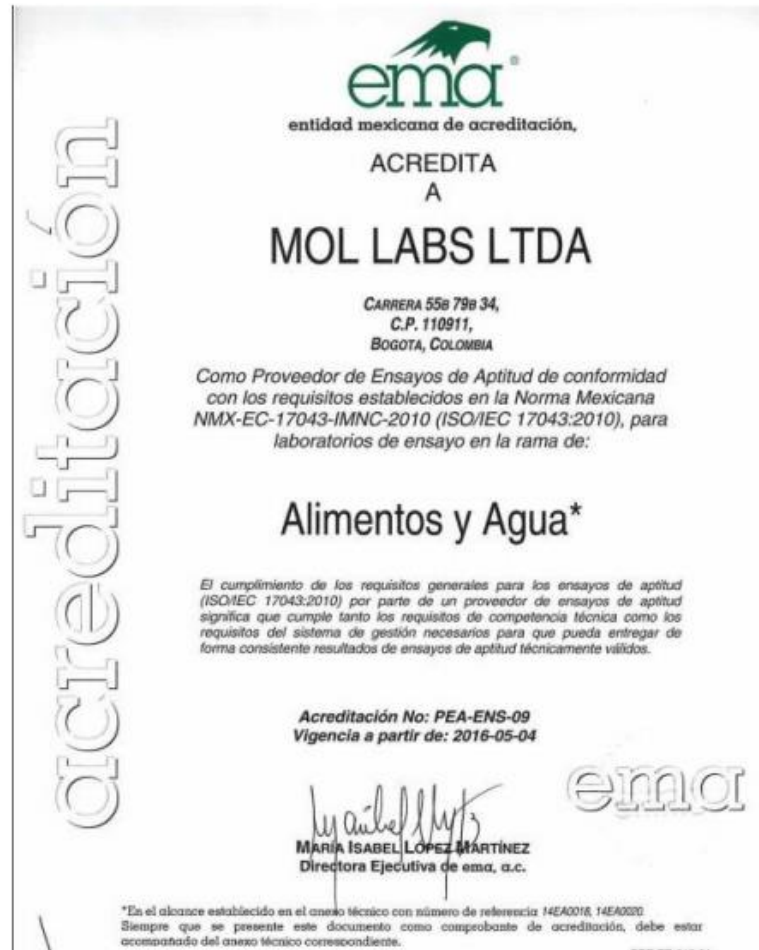 ema®
entidad mexicana de acreditación,
ACREDITA
A
MOL LABS LTDA
CARRERA 55B 79B 34,
C.P. 110911,
BOGOTA, COLOMBIA
Como Proveedor de Ensayos de Aptitud de conformidad
con los requisitos establecidos en la Norma Mexicana
NMX-EC-17043-IMNC-2010 (ISO/IEC 17043:2010), para
laboratorios de ensayo en la rama de:
Alimentos y Agua*
El cumplimiento de los requisitos generales para los ensayos de aptitud
(ISO/IEC 17043:2010) por parte de un proveedor de ensayos de aptitud
significa que cumple tanto los requisitos de competencia técnica como los
requisitos del sistema de gestión necesarios para que pueda entregar de
forma consistente resultados de ensayos de aptitud técnicamente válidos.
Acreditación No: PEA-ENS-09
Vigencia a partir de: 2016-05-04
ema
MARÍA ISABEL LÓPEZ MARTÍNEZ
Directora Ejecutiva de ema, a.c.
*En el alcance establecido en el anexo técnico con número de referencia 14EA0018, 14EA0020
Siempre que se presente este documento como comprobante de acreditación, debe estar
acompañado del anexo técnico correspondiente.
acreditación